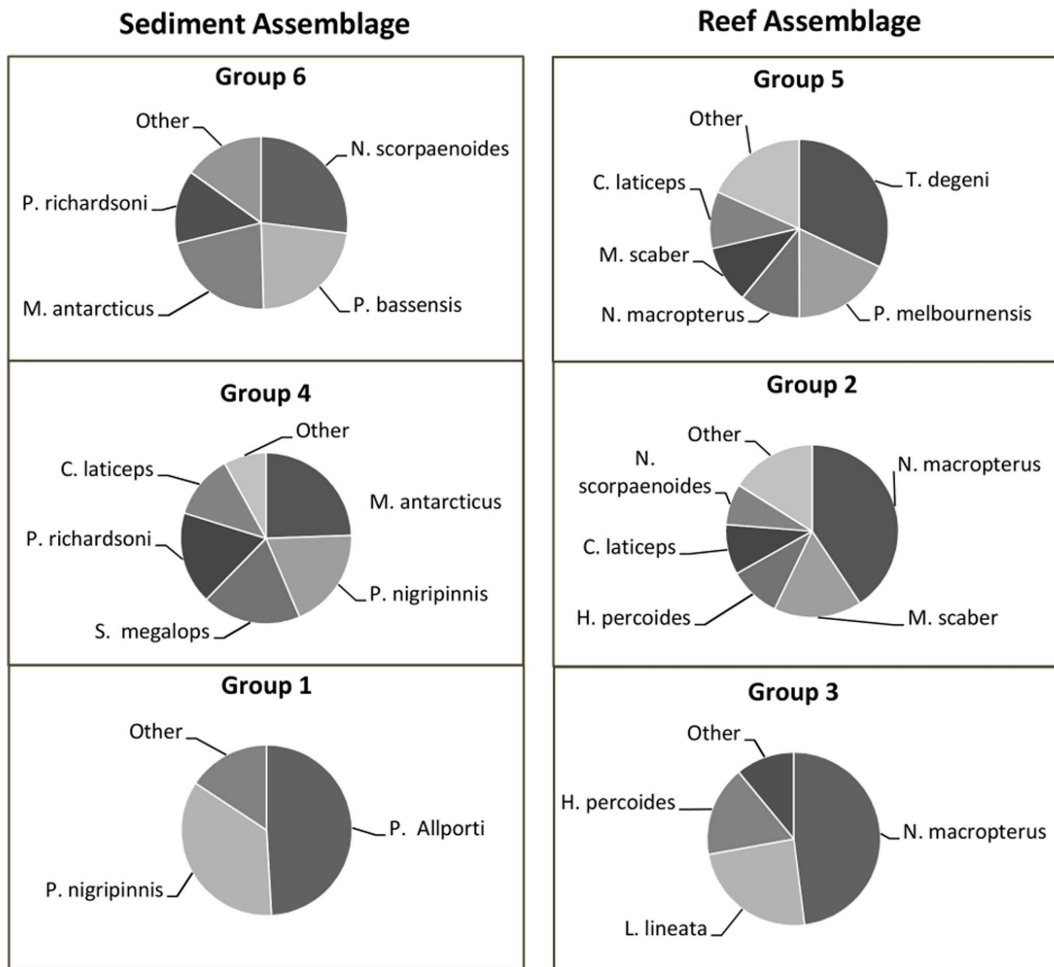 Sediment Assemblage
Group 6
Other
N. scorpaenoides
P. richardsoni
M. antarcticus
P. bassensis
Group 4
Other
C. laticeps
M. antarcticus
P. richardsoni
P. nigripinnis
S. megalops
Group 1
Other
P. Allporti
P. nigripinnis
Reef Assemblage
Group 5
Other
T. degeni
C. laticeps
M. scaber
N. macropterus
P. melbournensis
Group 2
Other
N. macropterus
N.
scorpaenoides
C. laticeps
H. percoides
M. scaber
Group 3
Other
H. percoides
N. macropterus
L. lineata